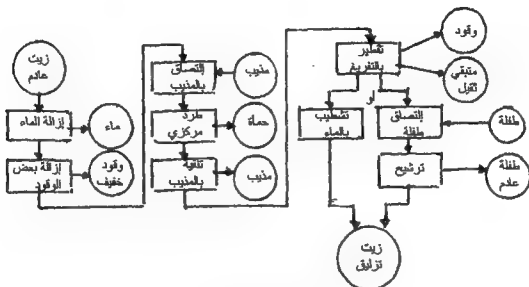 زيت
عادم
إزالة الماء
ماء
إزالة بعض
الوقود
وقود
خفيف
إلتصاق
بالمذيب
مذيب
طرد
مركزي
حمأة
تنقية
بالمذيب
مذيب
تقطير
بالتفريغ
وقود
متبقي
ثقيل
أو
تشطيب
بالماء
إلتصاق
طفلة
طفلة
ترشيح
طفلة
عادم
زيت
تزليق